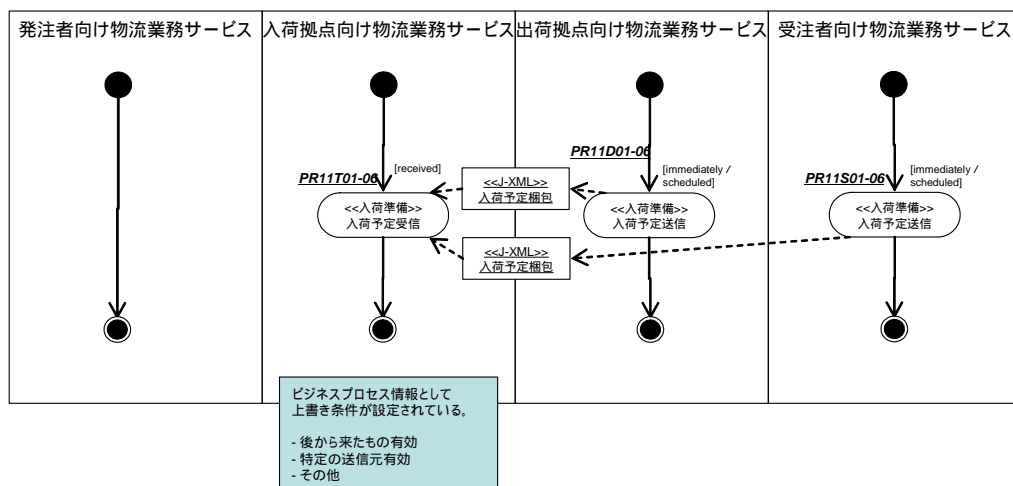 発注者向け物流業務サービス
入荷拠点向け物流業務サービス
出荷拠点向け物流業務サービス
受注者向け物流業務サービス
PR11T01-06
[received]
<<入荷準備>>
入荷予定受信
<<J-XML>>
入荷予定梱包
<<J-XML>>
入荷予定梱包
PR11D01-06
[immediately /
scheduled]
<<入荷準備>>
入荷予定送信
PR11S01-06
[immediately /
scheduled]
<<入荷準備>>
入荷予定送信
ビジネスプロセス情報として
上書き条件が設定されている。
- 後から来たもの有効
- 特定の送信元有効
- その他